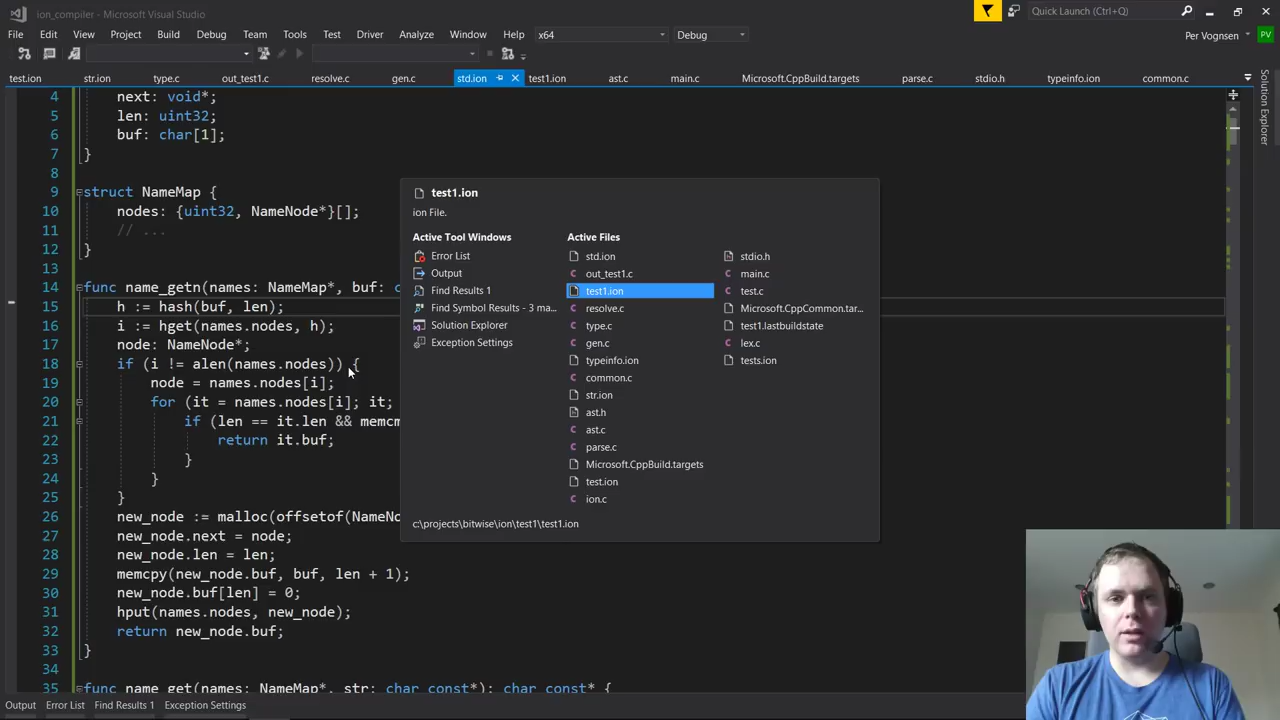 ion_compiler - Microsoft Visual Studio
Quick Launch (Ctrl+Q)
File Edit View Project Build Debug Team Tools Test Driver Analyze Window Help x64 Debug
Per Vognsen PV
test.ion str.ion type.c out_test1.c resolve.c gen.c std.ion test1.ion ast.c main.c Microsoft.CppBuild.targets parse.c stdio.h typeinfo.ion common.c
Solution Explorer
4 next: void*;
5 len: uint32;
6 buf: char[1];
7 }
8
9 struct NameMap {
10 nodes: {uint32, NameNode*}[];
11 // ...
12 }
13
14 func name_getn(names: NameMap*, buf: c
15 h := hash(buf, len);
16 i := hget(names.nodes, h);
17 node: NameNode*;
18 if (i != alen(names.nodes)) {
19 node = names.nodes[i];
20 for (it = names.nodes[i]; it;
21 if (len == it.len && memc
22 return it.buf;
23 }
24 }
25 }
26 new_node := malloc(offsetof(NameNo
27 new_node.next = node;
28 new_node.len = len;
29 memcpy(new_node.buf, buf, len + 1);
30 new_node.buf[len] = 0;
31 hput(names.nodes, new_node);
32 return new_node.buf;
33 }
34
35 func name_get(names: NameMap*, str: char const*): char const* {
test1.ion
ion File.
Active Tool Windows
Error List
Output
Find Results 1
Find Symbol Results - 3 ma...
Solution Explorer
Exception Settings
Active Files
std.ion
out_test1.c
test1.ion
resolve.c
type.c
gen.c
typeinfo.ion
common.c
str.ion
ast.h
ast.c
parse.c
Microsoft.CppBuild.targets
test.ion
ion.c
stdio.h
main.c
test.c
Microsoft.CppCommon.tar...
test1.lastbuildstate
lex.c
tests.ion
c:\projects\bitwise\ion\test1\test1.ion
Output Error List Find Results 1 Exception Settings